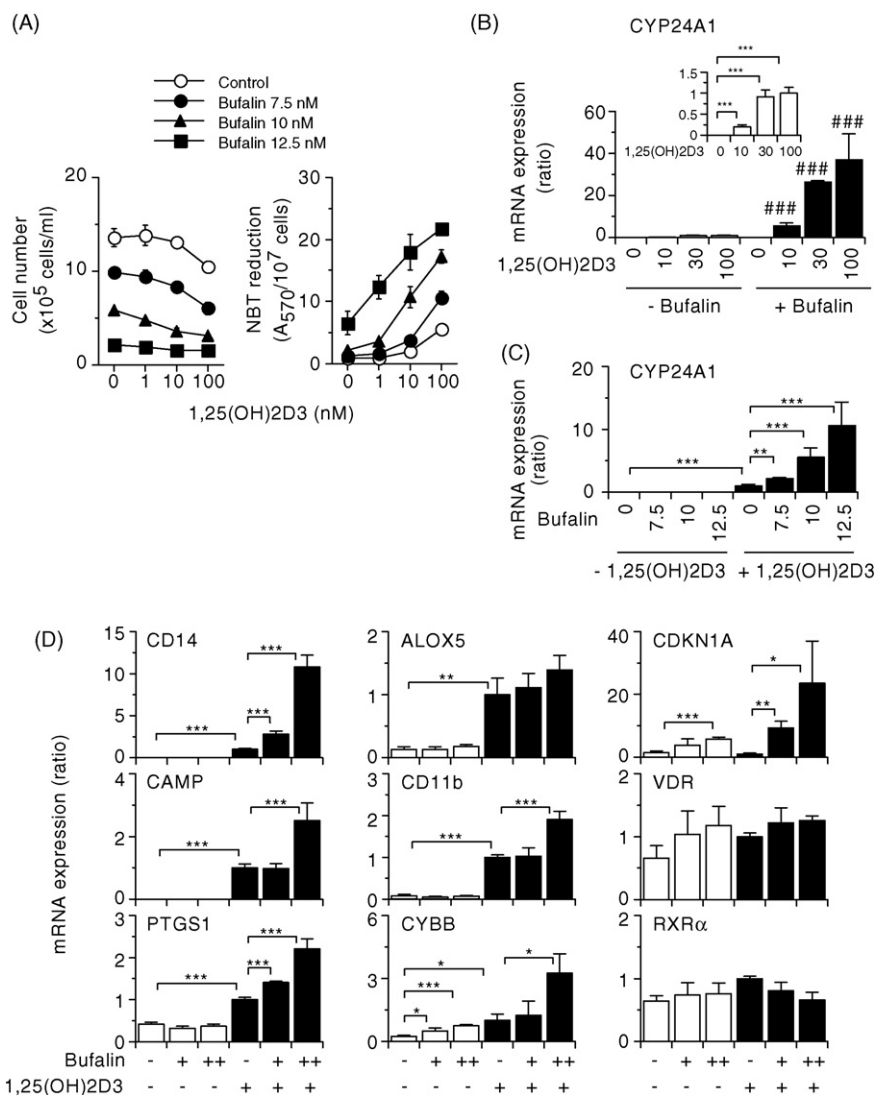 (A)
Control
Bufalin 7.5 nM
Bufalin 10 nM
Bufalin 12.5 nM
Cell number
(x10⁵ cells/ml)
20
15
10
5
0
0 1 10 100
NBT reduction
(A570/10⁷ cells)
30
20
10
0
0 1 10 100
1,25(OH)2D3 (nM)
(B)
CYP24A1
mRNA expression
(ratio)
60
40
20
0
***
***
***
1.5
1
0.5
0
1,25(OH)2D3
0 10 30 100
### ### ###
1,25(OH)2D3
0 10 30 100 0 10 30 100
- Bufalin + Bufalin
(C)
CYP24A1
mRNA expression
(ratio)
20
15
10
5
0
***
***
***
**
Bufalin
0 7.5 10 12.5 0 7.5 10 12.5
- 1,25(OH)2D3 + 1,25(OH)2D3
(D)
mRNA expression (ratio)
CD14
15
10
5
0
***
***
***
ALOX5
2
1
0
**
CDKN1A
40
20
0
***
**
*
CAMP
4
2
0
***
***
CD11b
3
2
1
0
***
***
VDR
2
1
0
PTGS1
3
2
1
0
***
***
***
CYBB
6
3
0
*
***
*
*
RXRα
2
1
0
Bufalin - + ++ - + ++ - + ++ - + ++ - + ++ - + ++
1,25(OH)2D3 - - - + + + - - - + + + - - - + + +